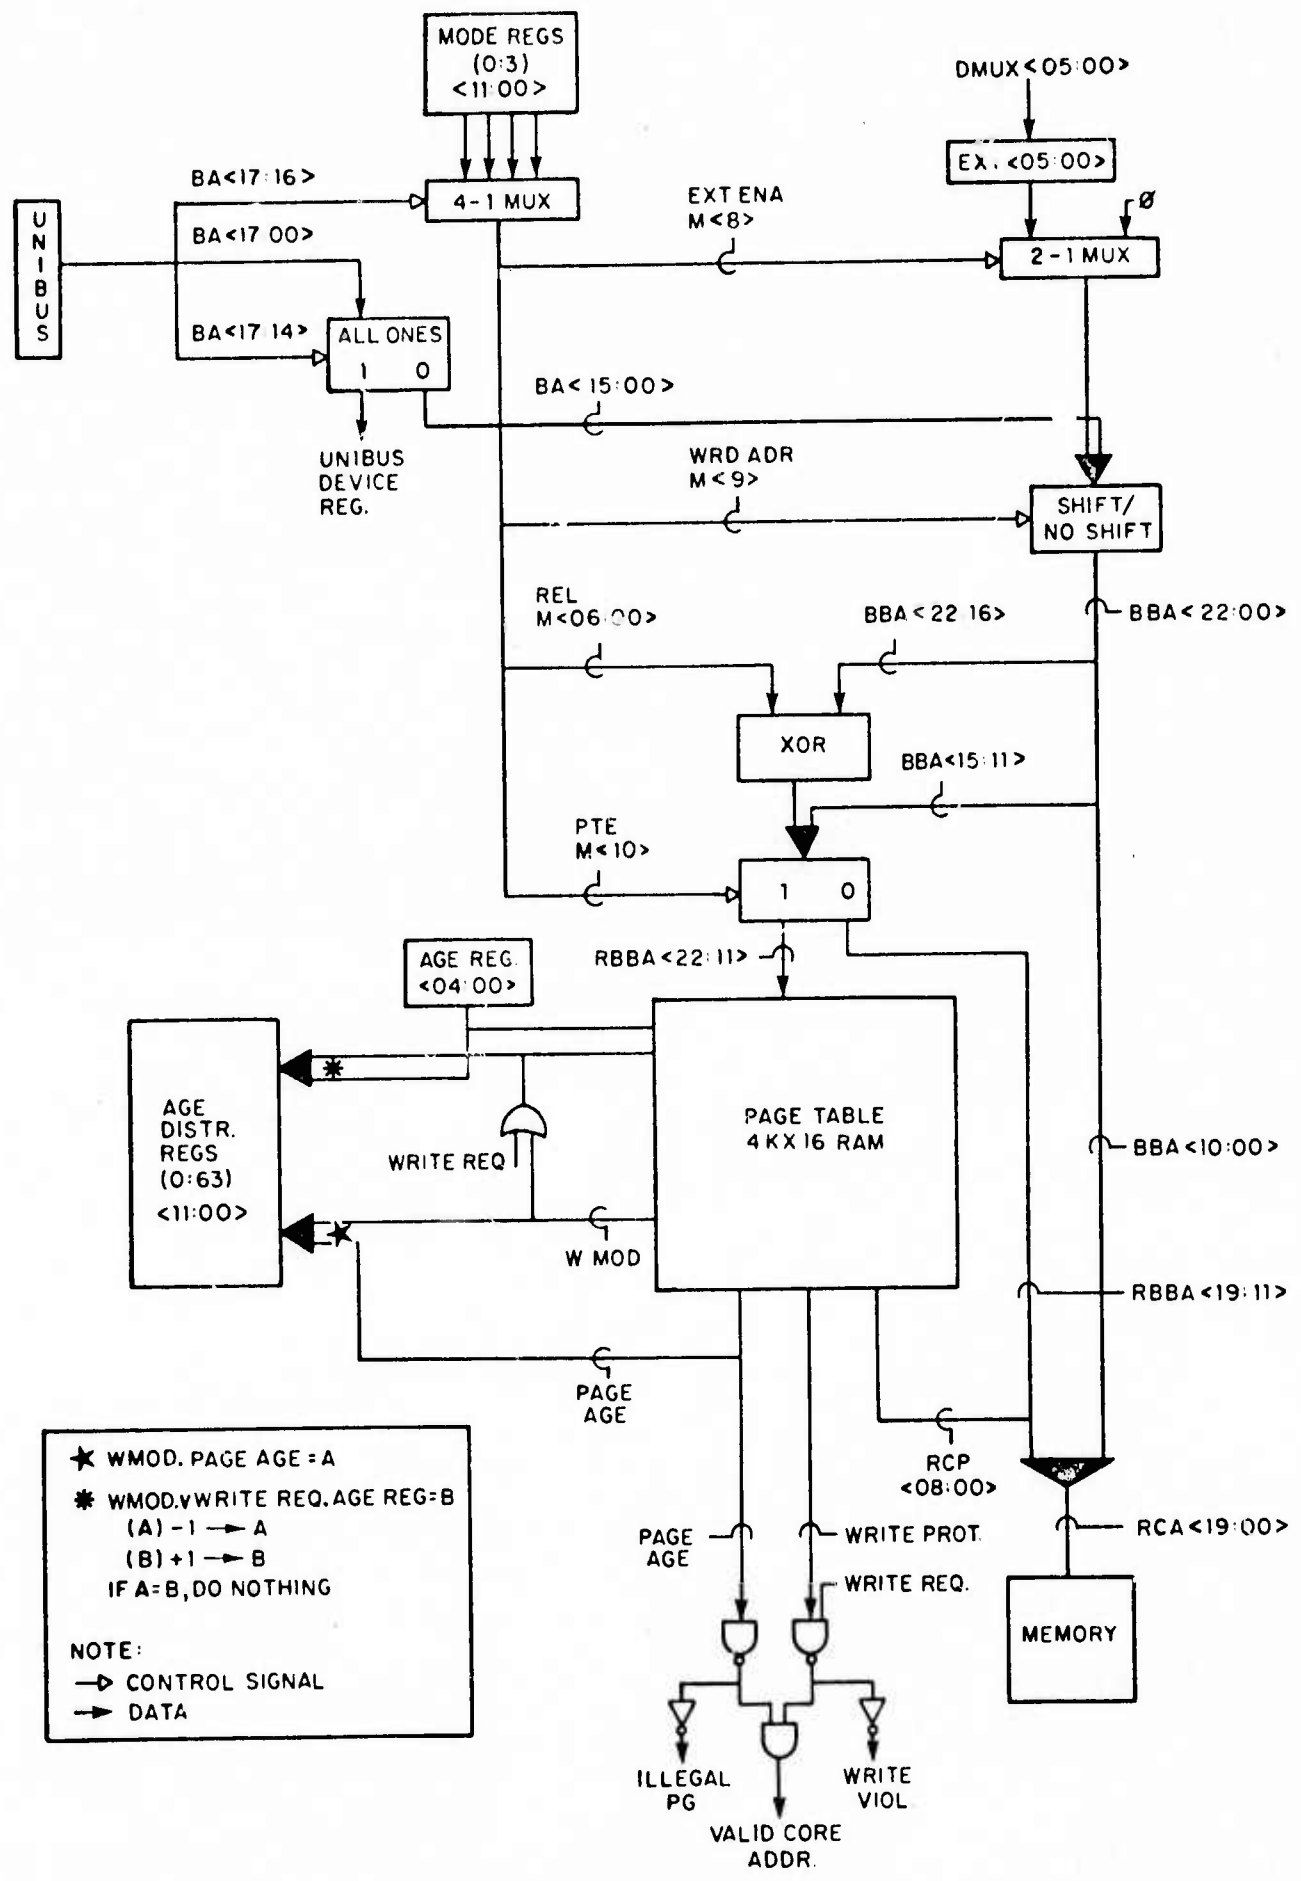 MODE REGS
(0:3)
<11:00>
DMUX<05:00>
EX. <05:00>
BA<17:16>
4-1 MUX
EXT ENA
M<8>
Ø
UNIBUS
BA<17 00>
2-1 MUX
BA<17 14>
ALL ONES
1 0
BA<15:00>
UNIBUS
DEVICE
REG.
WRD ADR
M<9>
SHIFT/
NO SHIFT
REL
M<06:00>
BBA<22 16>
BBA<22:00>
XOR
BBA<15:11>
PTE
M<10>
1 0
AGE REG.
<04:00>
RBBA<22:11>
AGE
DISTR.
REGS
(0:63)
<11:00>
PAGE TABLE
4KX16 RAM
WRITE REQ
BBA<10:00>
W MOD
RBBA<19:11>
PAGE
AGE
RCP
<08:00>
★ WMOD. PAGE AGE = A
✱ WMOD.vWRITE REQ. AGE REG=B
(A) -1 → A
(B) +1 → B
IF A=B, DO NOTHING
NOTE:
CONTROL SIGNAL
DATA
PAGE
AGE
WRITE PROT.
WRITE REQ.
RCA<19:00>
MEMORY
ILLEGAL
PG
WRITE
VIOL
VALID CORE
ADDR.